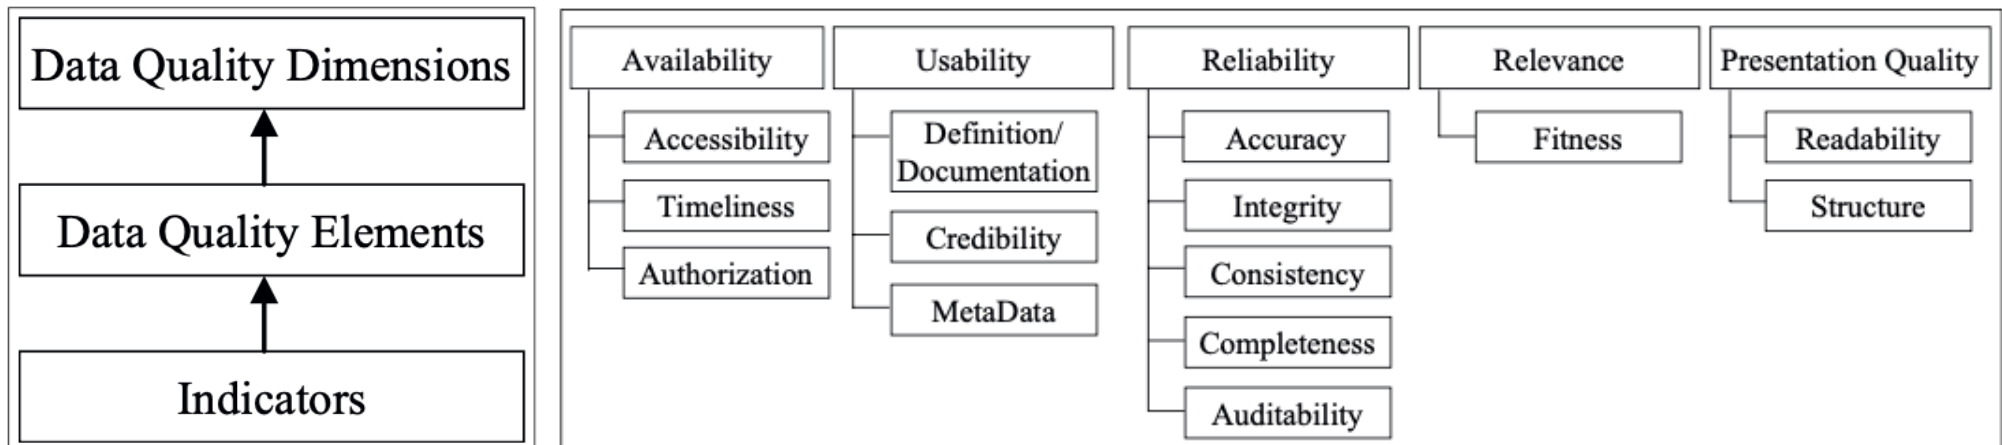 Data Quality Dimensions
Data Quality Elements
Indicators
Availability
Accessibility
Timeliness
Authorization
Usability
Definition/
Documentation
Credibility
MetaData
Reliability
Accuracy
Integrity
Consistency
Completeness
Auditability
Relevance
Fitness
Presentation Quality
Readability
Structure